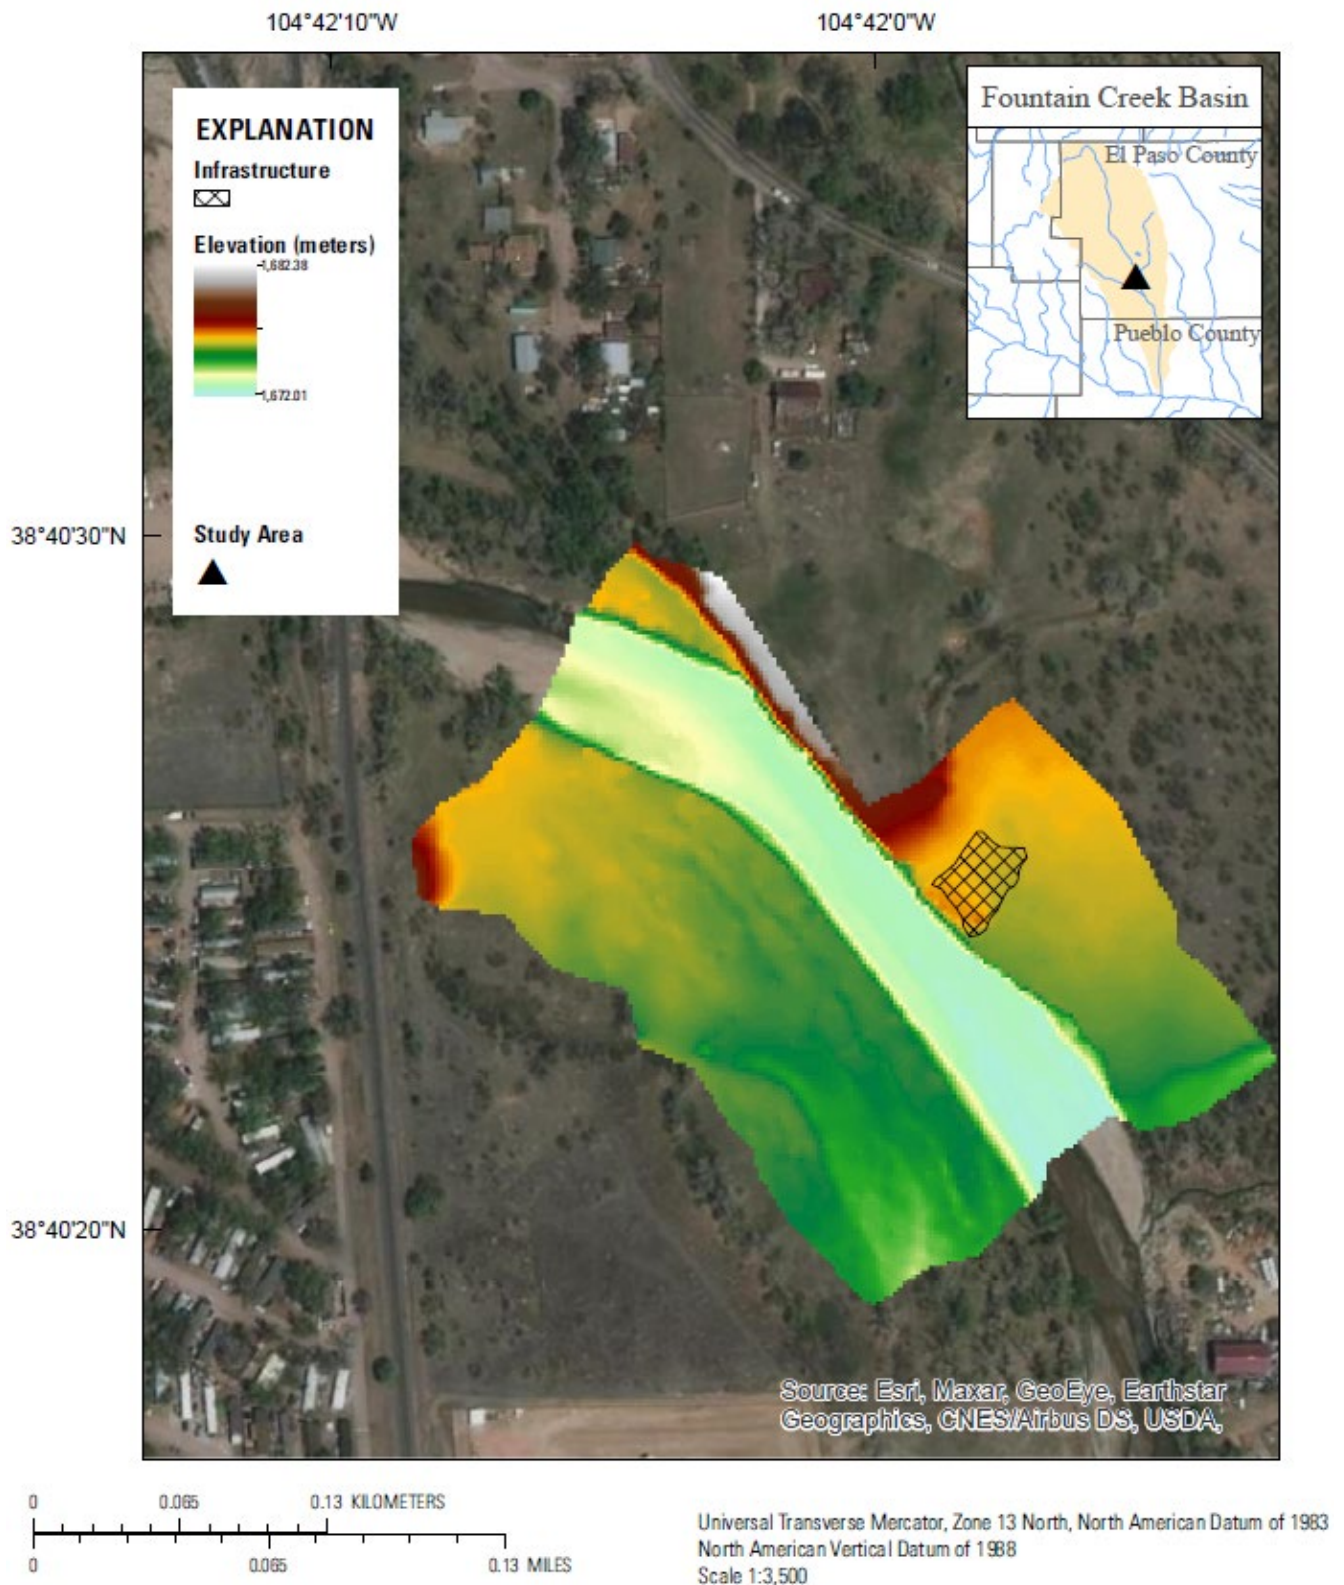 104°42'10"W
104°42'0"W
EXPLANATION
Infrastructure
Elevation (meters)
1,682.38
1,672.01
Study Area
Fountain Creek Basin
El Paso County
Pueblo County
38°40'30"N
38°40'20"N
Source: Esri, Maxar, GeoEye, Earthstar
Geographics, CNES/Airbus DS, USDA,
0 0.065 0.13 KILOMETERS
0 0.065 0.13 MILES
Universal Transverse Mercator, Zone 13 North, North American Datum of 1983
North American Vertical Datum of 1988
Scale 1:3,500